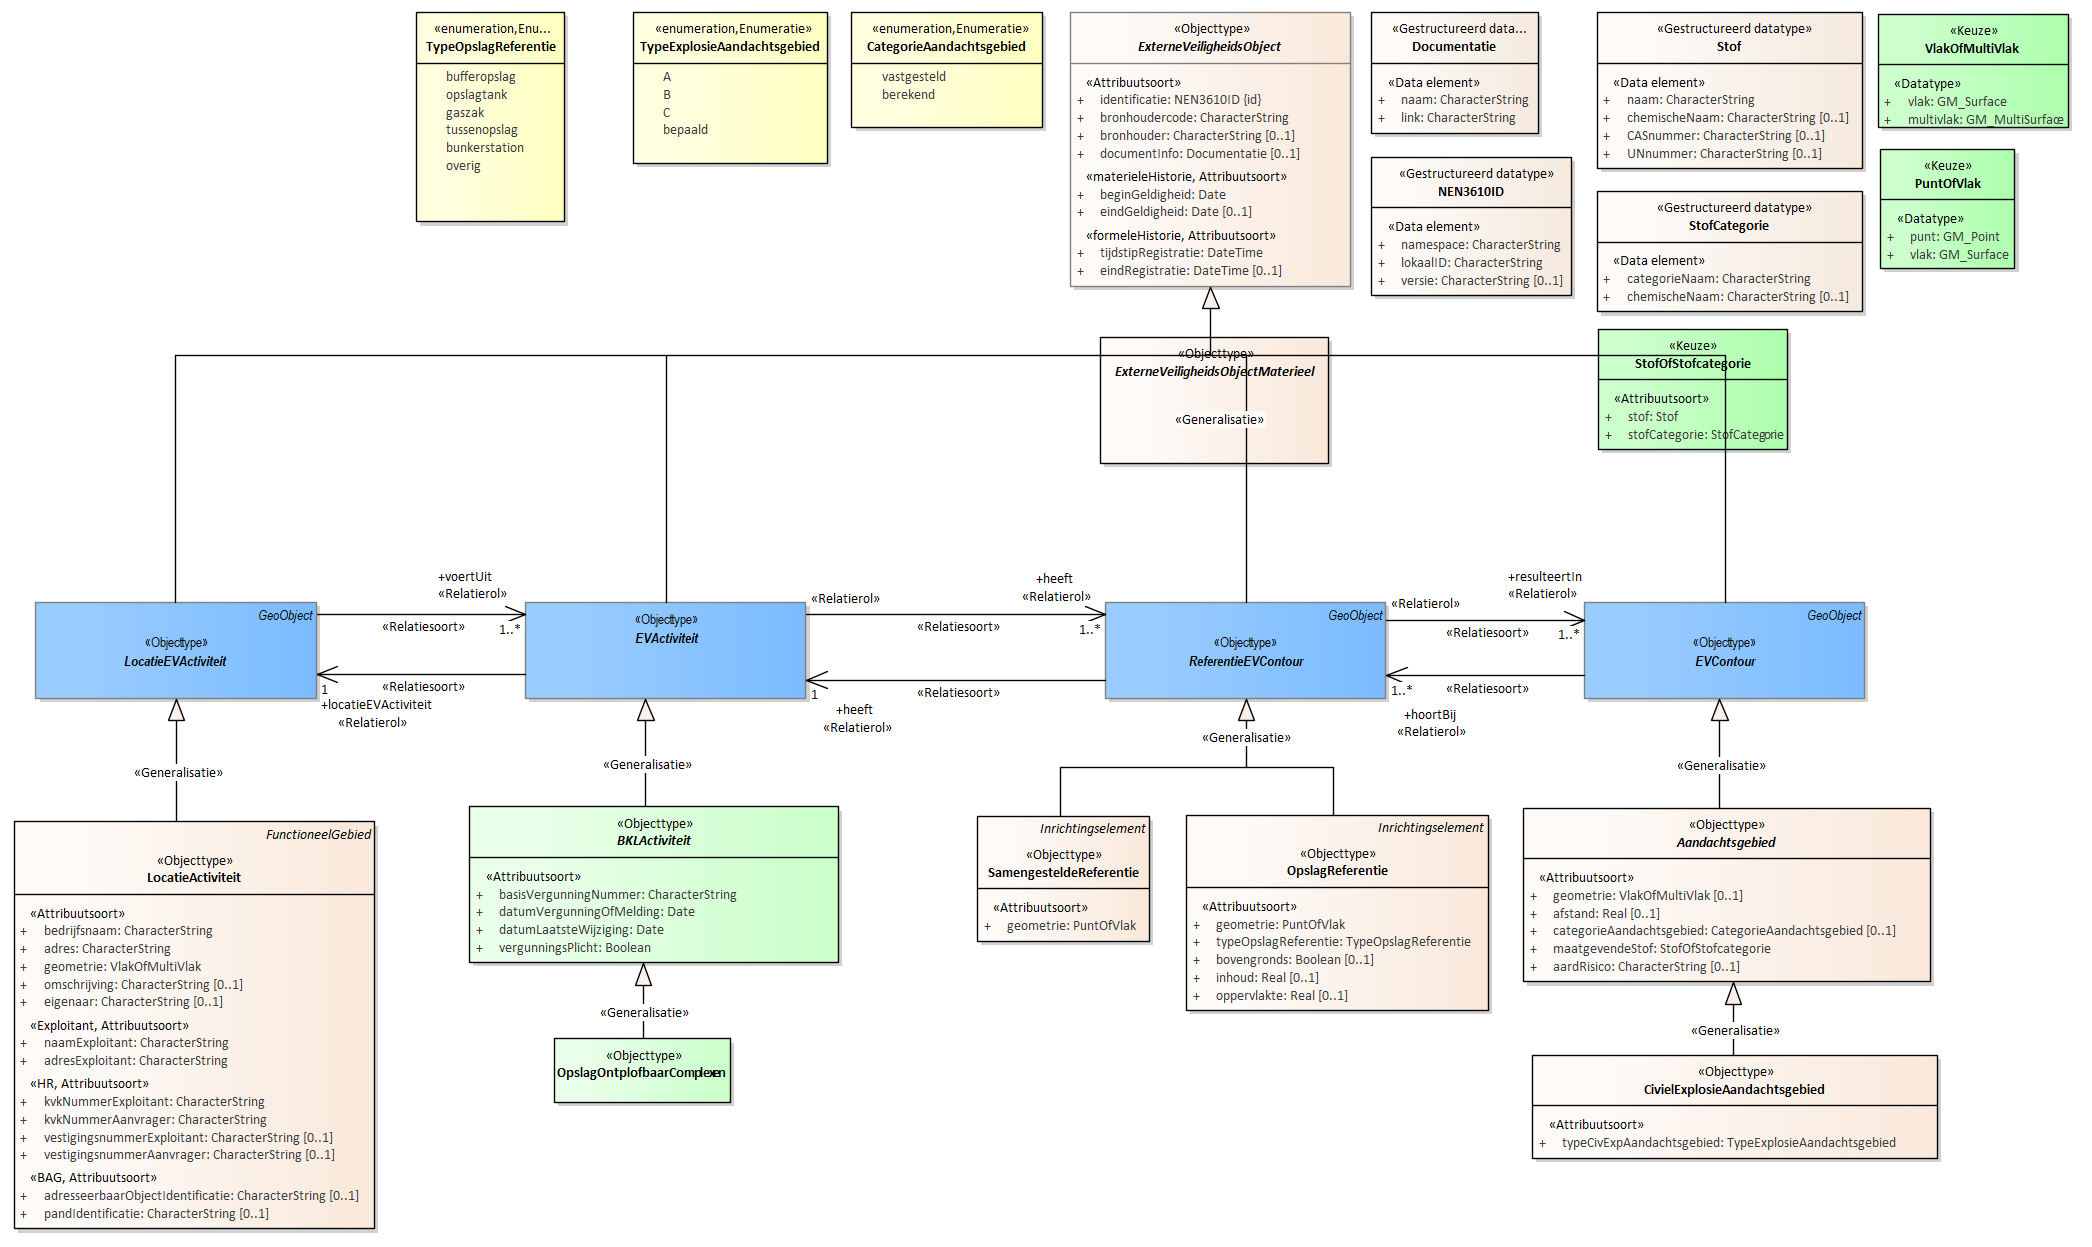 «enumeration,Enu...
TypeOpslagReferentie
bufferopslag
opslagtank
gaszak
tussenopslag
bunkerstation
overig
«enumeration,Enumeratie»
TypeExplosieAandachtsgebied
A
B
C
bepaald
«enumeration,Enumeratie»
CategorieAandachtsgebied
vastgesteld
berekend
«Objecttype»
ExterneVeiligheidsObject
«Attribuutsoort»
+ identificatie: NEN3610ID {id}
+ bronhoudercode: CharacterString
+ bronhouder: CharacterString [0..1]
+ documentInfo: Documentatie [0..1]
«materieleHistorie, Attribuutsoort»
+ beginGeldigheid: Date
+ eindGeldigheid: Date [0..1]
«formeleHistorie, Attribuutsoort»
+ tijdstipRegistratie: DateTime
+ eindRegistratie: DateTime [0..1]
«Gestructureerd data...
Documentatie
«Data element»
+ naam: CharacterString
+ link: CharacterString
«Gestructureerd datatype»
NEN3610ID
«Data element»
+ namespace: CharacterString
+ lokaalID: CharacterString
+ versie: CharacterString [0..1]
«Gestructureerd datatype»
Stof
«Data element»
+ naam: CharacterString
+ chemischeNaam: CharacterString [0..1]
+ CASnummer: CharacterString [0..1]
+ UNnummer: CharacterString [0..1]
«Gestructureerd datatype»
StofCategorie
«Data element»
+ categorieNaam: CharacterString
+ chemischeNaam: CharacterString [0..1]
«Keuze»
VlakOfMultiVlak
«Datatype»
+ vlak: GM_Surface
+ multivlak: GM_MultiSurface
«Keuze»
PuntOfVlak
«Datatype»
+ punt: GM_Point
+ vlak: GM_Surface
«Objecttype»
ExterneVeiligheidsObjectMaterieel
«Generalisatie»
«Keuze»
StofOfStofcategorie
«Attribuutsoort»
+ stof: Stof
+ stofCategorie: StofCategorie
GeoObject
«Objecttype»
LocatieEVActiviteit
+voertUit
«Relatierol»
«Relatiesoort»
1..*
«Relatiesoort»
1
+locatieEVActiviteit
«Relatierol»
«Objecttype»
EVActiviteit
«Relatierol»
+heeft
«Relatierol»
«Relatiesoort»
1..*
«Relatiesoort»
1
+heeft
«Relatierol»
GeoObject
«Objecttype»
ReferentieEVContour
«Relatierol»
+resulteertIn
«Relatierol»
«Relatiesoort»
1..*
«Relatiesoort»
1..*
+hoortBij
«Relatierol»
GeoObject
«Objecttype»
EVContour
«Generalisatie»
«Generalisatie»
«Generalisatie»
«Generalisatie»
FunctioneelGebied
«Objecttype»
LocatieActiviteit
«Attribuutsoort»
+ bedrijfsnaam: CharacterString
+ adres: CharacterString
+ geometrie: VlakOfMultiVlak
+ omschrijving: CharacterString [0..1]
+ eigenaar: CharacterString [0..1]
«Exploitant, Attribuutsoort»
+ naamExploitant: CharacterString
+ adresExploitant: CharacterString
«HR, Attribuutsoort»
+ kvkNummerExploitant: CharacterString
+ kvkNummerAanvrager: CharacterString
+ vestigingsnummerExploitant: CharacterString [0..1]
+ vestigingsnummerAanvrager: CharacterString [0..1]
«BAG, Attribuutsoort»
+ adresseerbaarObjectIdentificatie: CharacterString [0..1]
+ pandIdentificatie: CharacterString [0..1]
«Objecttype»
BKLActiviteit
«Attribuutsoort»
+ basisVergunningNummer: CharacterString
+ datumVergunningOfMelding: Date
+ datumLaatsteWijziging: Date
+ vergunningsPlicht: Boolean
«Generalisatie»
«Objecttype»
OpslagOntplofbaarComplexen
Inrichtingselement
«Objecttype»
SamengesteldeReferentie
«Attribuutsoort»
+ geometrie: PuntOfVlak
Inrichtingselement
«Objecttype»
OpslagReferentie
«Attribuutsoort»
+ geometrie: PuntOfVlak
+ typeOpslagReferentie: TypeOpslagReferentie
+ bovengronds: Boolean [0..1]
+ inhoud: Real [0..1]
+ oppervlakte: Real [0..1]
«Objecttype»
Aandachtsgebied
«Attribuutsoort»
+ geometrie: VlakOfMultiVlak [0..1]
+ afstand: Real [0..1]
+ categorieAandachtsgebied: CategorieAandachtsgebied [0..1]
+ maatgevendeStof: StofOfStofcategorie
+ aardRisico: CharacterString [0..1]
«Generalisatie»
«Objecttype»
CivielExplosieAandachtsgebied
«Attribuutsoort»
+ typeCivExpAandachtsgebied: TypeExplosieAandachtsgebied